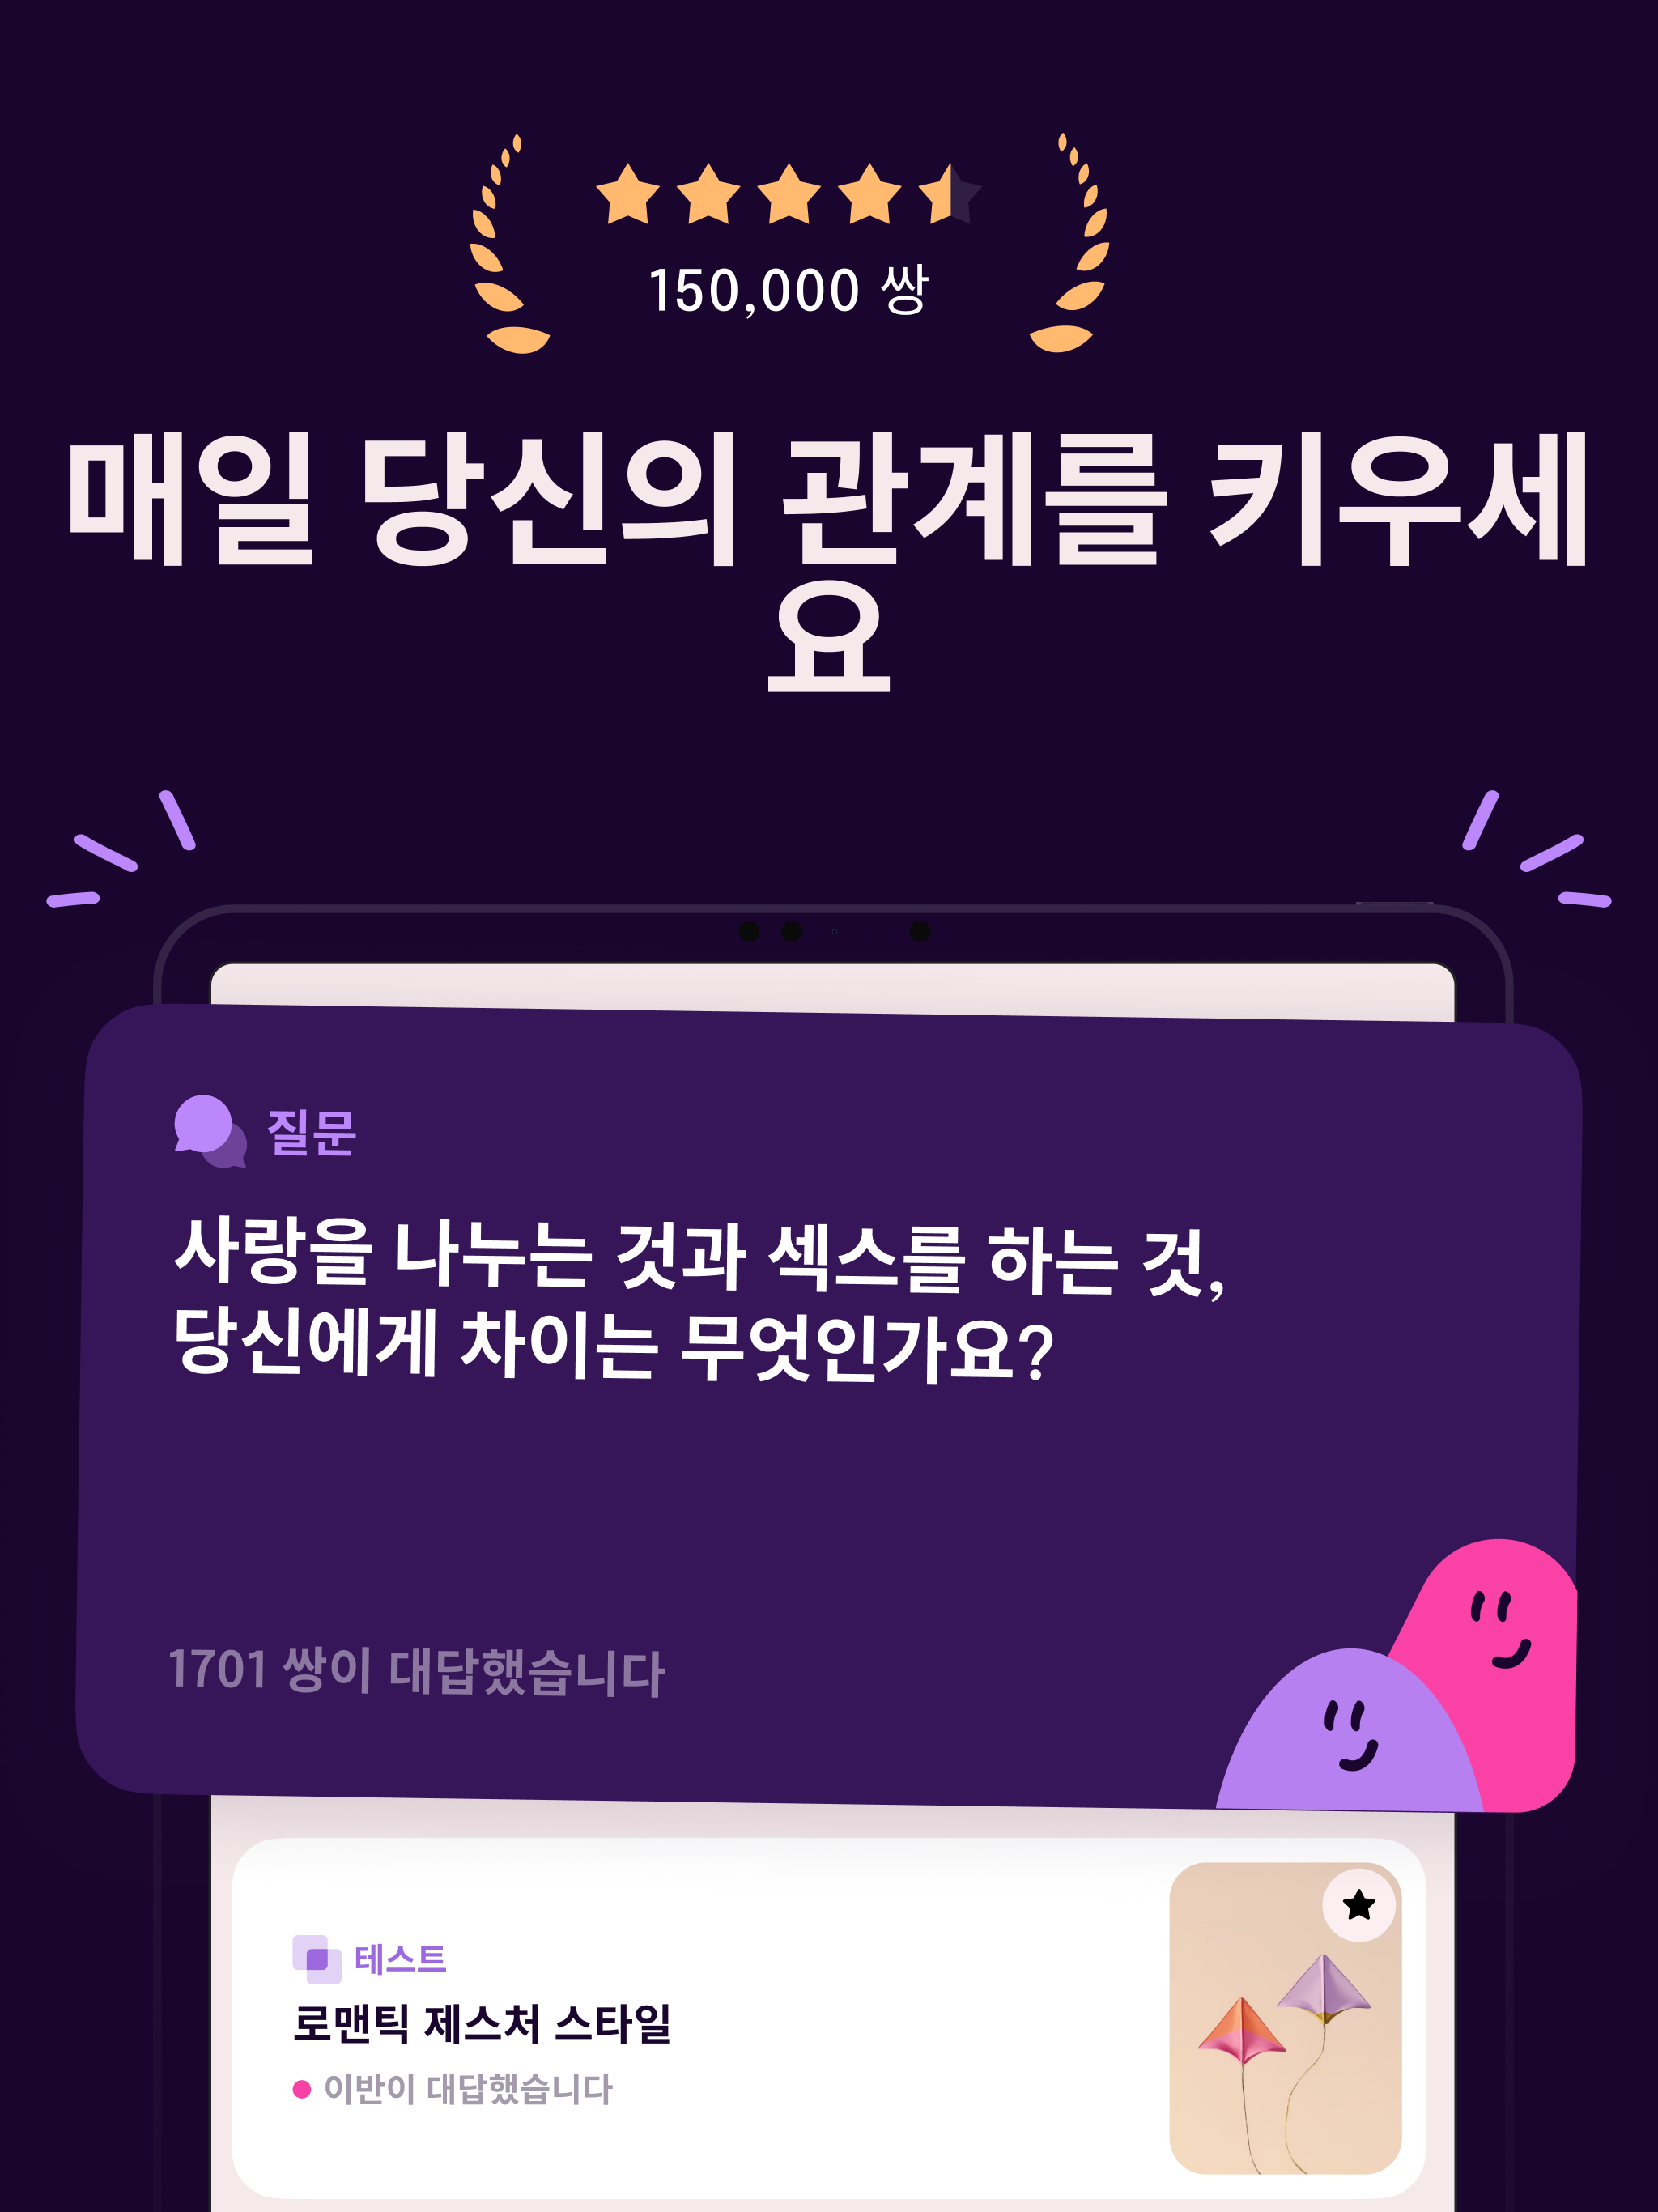 150,000 쌍
매일 당신의 관계를 키우세
요
질문
사랑을 나누는 것과 섹스를 하는 것,
당신에게 차이는 무엇인가요?
1701 쌍이 대답했습니다
테스트
로맨틱 제스처 스타일
이반이 대답했습니다